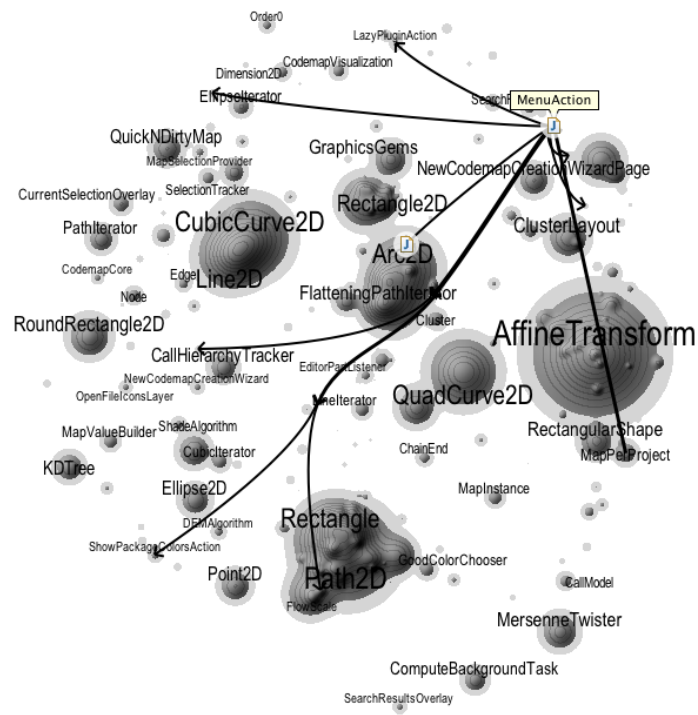 Order0
LazyPluginAction
CodemapVisualization
Dimension2D
EllipseIterator
MenuAction
QuickNDirtyMap
GraphicsGems
MapSelectionProvider
NewCodemapCreationWizardPage
CurrentSelectionOverlay
SelectionTracker
Rectangle2D
CubicCurve2D
PathIterator
ClusterLayout
Arc2D
CodemapCore
Edge
Line2D
Node
FlatteningPathIterator
RoundRectangle2D
Cluster
AffineTransform
CallHierarchyTracker
EditorPartListener
NewCodemapCreationWizard
OpenFileIconsLayer
LineIterator
QuadCurve2D
MapValueBuilder
ShadeAlgorithm
RectangularShape
CubicIterator
ChainEnd
MapPerProject
KDTree
Ellipse2D
MapInstance
Rectangle
DEMAlgorithm
ShowPackageColorsAction
GoodColorChooser
Point2D
Path2D
CallModel
FlowScale
MersenneTwister
ComputeBackgroundTask
SearchResultsOverlay